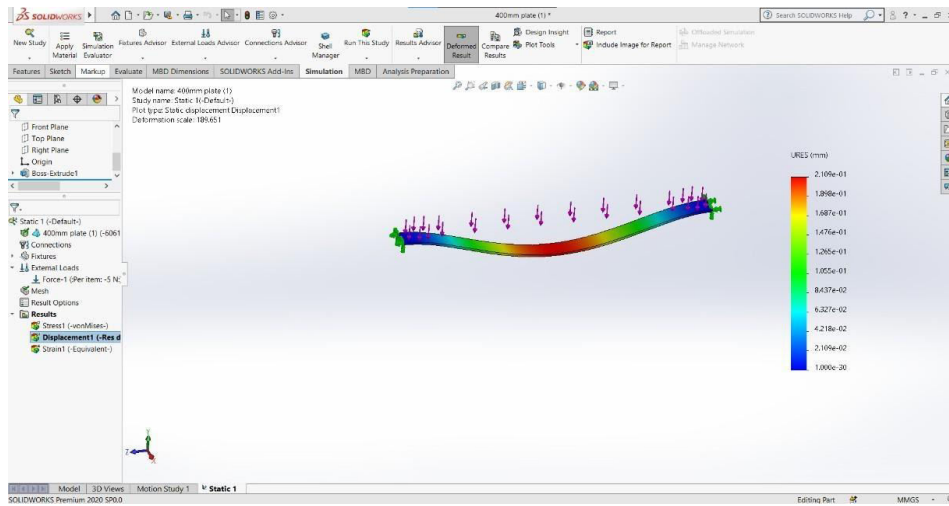 SOLIDWORKS
400mm plate (1) *
Search SOLIDWORKS Help
New Study
Apply Material
Simulation Evaluator
Fixtures Advisor
External Loads Advisor
Connections Advisor
Shell Manager
Run This Study
Results Advisor
Deformed Result
Compare Results
Design Insight
Plot Tools
Report
Include Image for Report
Offloaded Simulation
Manage Network
Features Sketch Markup Evaluate MBD Dimensions SOLIDWORKS Add-Ins Simulation MBD Analysis Preparation
Model name: 400mm plate (1)
Study name: Static 1(-Default-)
Plot type: Static displacement Displacement1
Deformation scale: 189.651
Front Plane
Top Plane
Right Plane
Origin
Boss-Extrude1
Static 1 (-Default-)
400mm plate (1) (-6061
Connections
Fixtures
External Loads
Force-1 (:Per item: -5 N:
Mesh
Result Options
Results
Stress1 (-vonMises-)
Displacement1 (-Res d
Strain1 (-Equivalent-)
URES (mm)
2.109e-01
1.898e-01
1.687e-01
1.476e-01
1.265e-01
1.055e-01
8.437e-02
6.327e-02
4.218e-02
2.109e-02
1.000e-30
Y
Z
X
Model 3D Views Motion Study 1 Static 1
SOLIDWORKS Premium 2020 SP0.0
Editing Part
MMGS